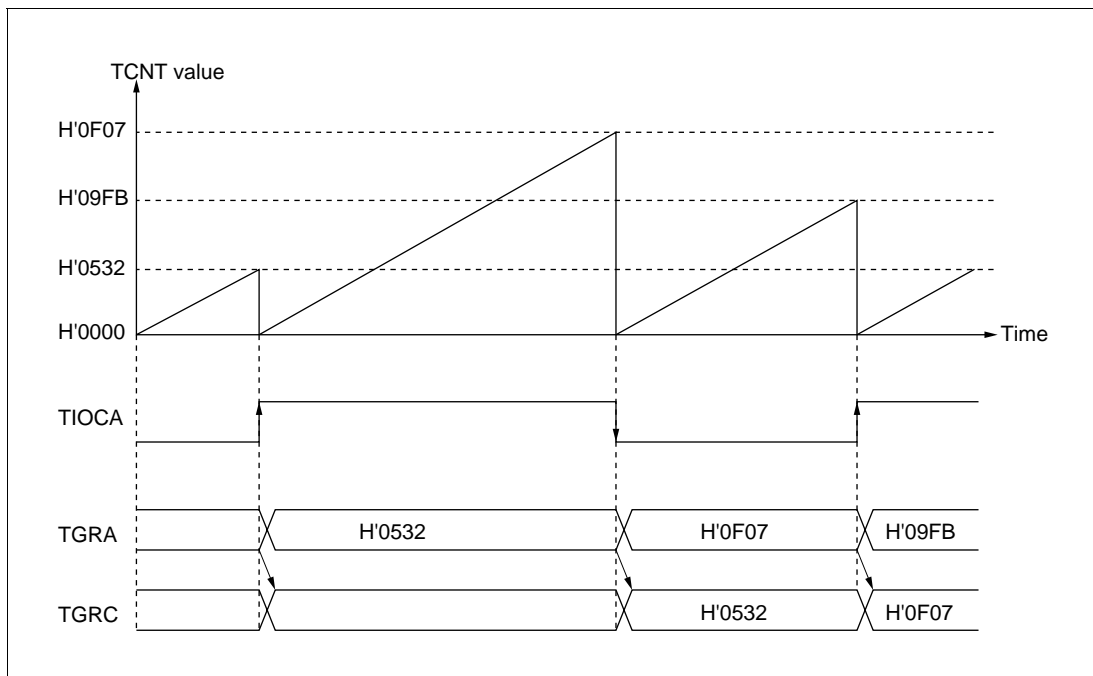 TCNT value
H'0F07
H'09FB
H'0532
H'0000
Time
TIOCA
TGRA
H'0532
H'0F07
H'09FB
TGRC
H'0532
H'0F07